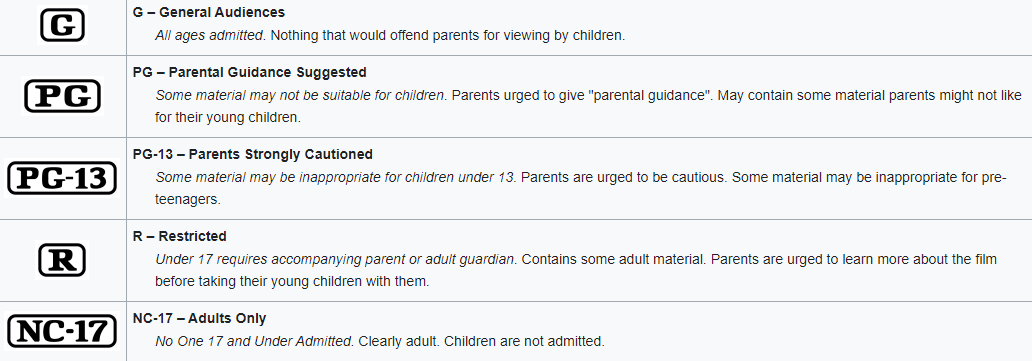 G
G – General Audiences
All ages admitted. Nothing that would offend parents for viewing by children.
PG
PG – Parental Guidance Suggested
Some material may not be suitable for children. Parents urged to give "parental guidance". May contain some material parents might not like
for their young children.
PG-13
PG-13 – Parents Strongly Cautioned
Some material may be inappropriate for children under 13. Parents are urged to be cautious. Some material may be inappropriate for pre-
teenagers.
R
R – Restricted
Under 17 requires accompanying parent or adult guardian. Contains some adult material. Parents are urged to learn more about the film
before taking their young children with them.
NC-17
NC-17 – Adults Only
No One 17 and Under Admitted. Clearly adult. Children are not admitted.